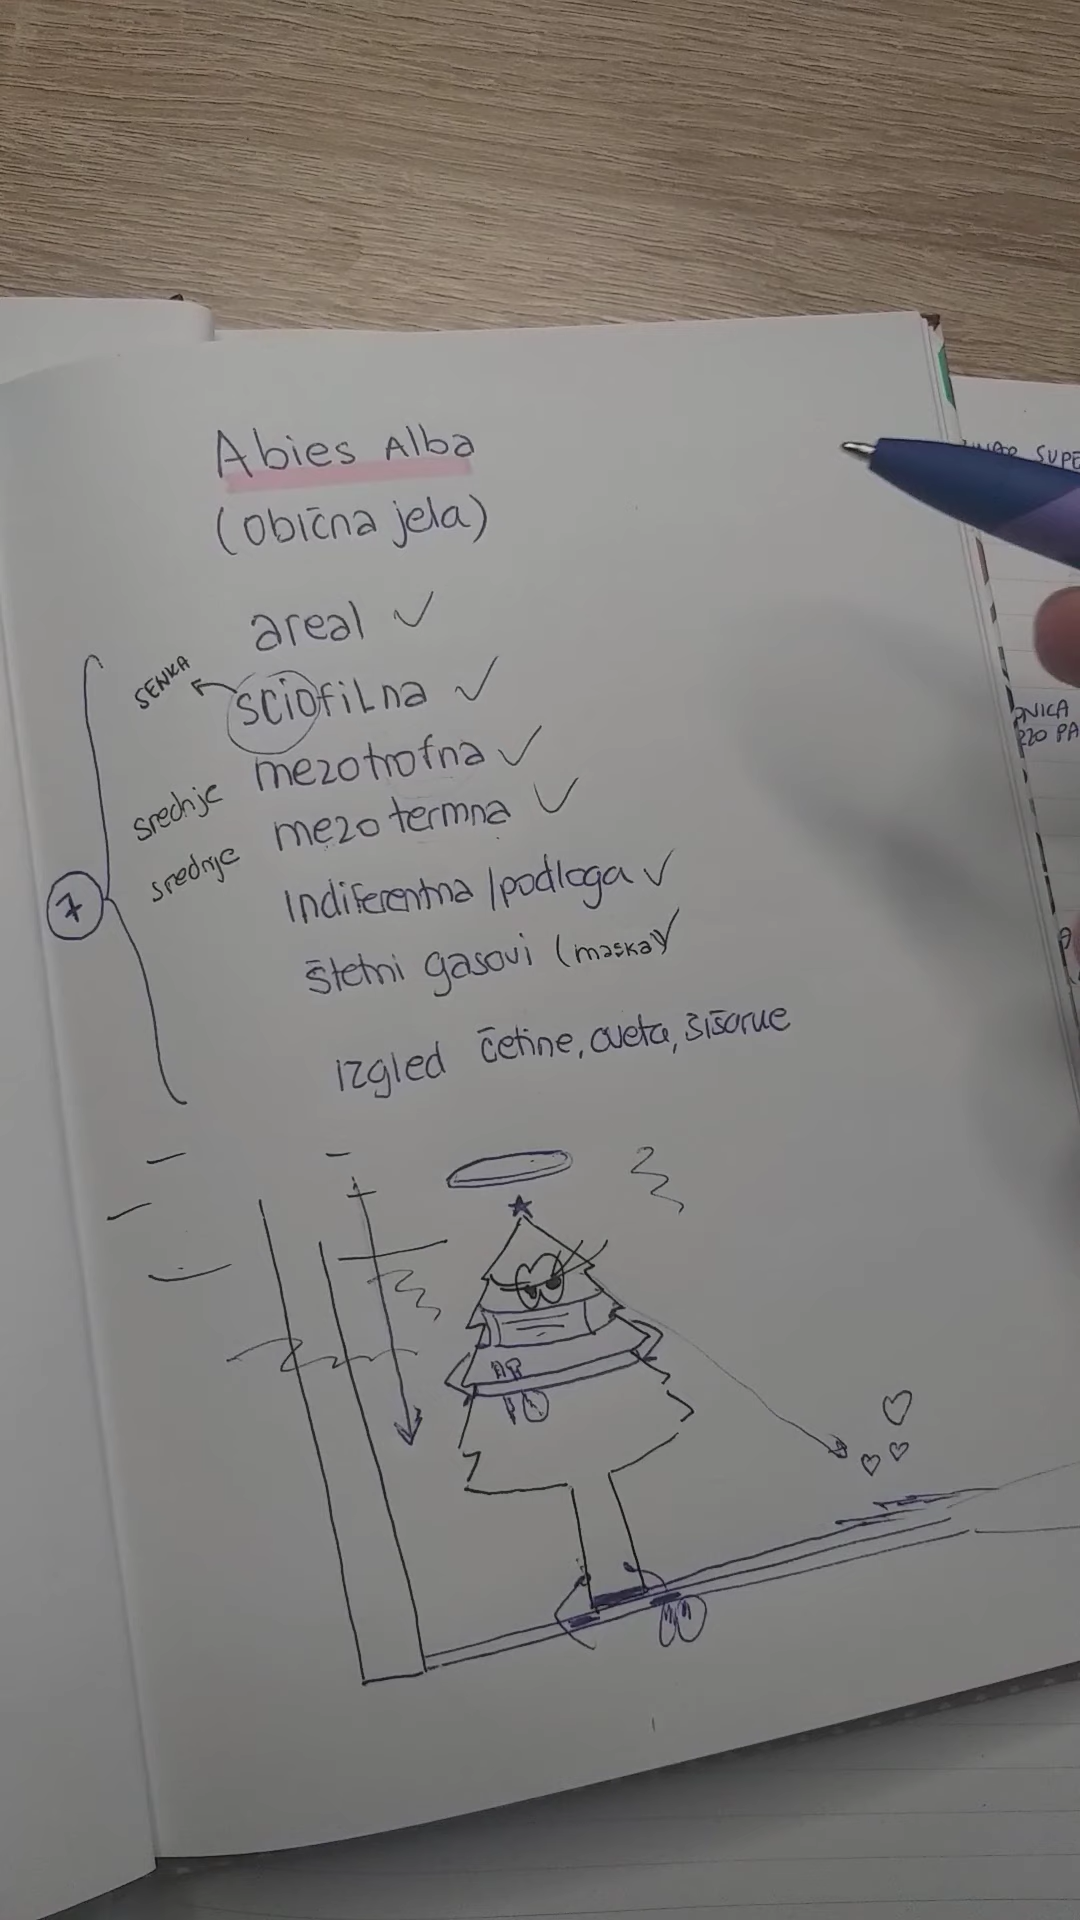 Abies Alba
(Obična jela)
areal ✓
SENKA
sciofilna ✓
mezotrofna ✓
srednje
mezotermna ✓
srednje
Indiferentna /podloga ✓
7
štetni gasovi (maska) ✓
izgled četine, cveta, šišarke
SUPE